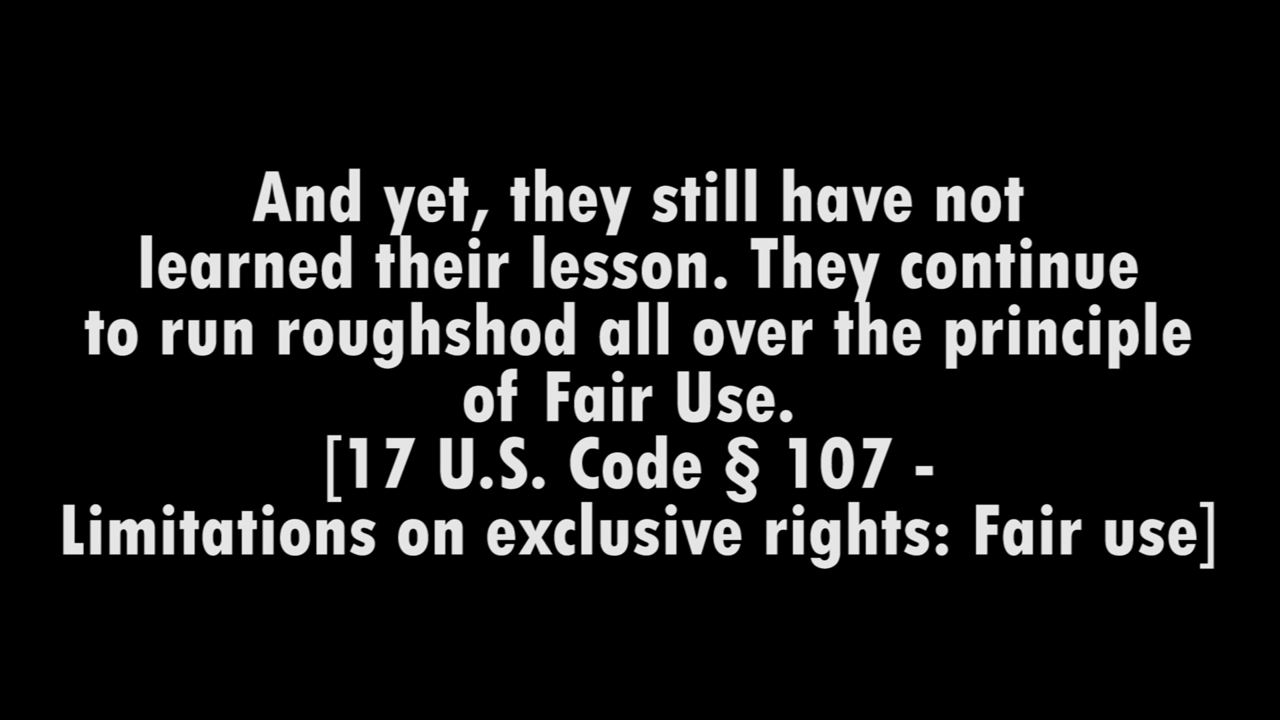 And yet, they still have not
learned their lesson. They continue
to run roughshod all over the principle
of Fair Use.
[17 U.S. Code § 107 -
Limitations on exclusive rights: Fair use]